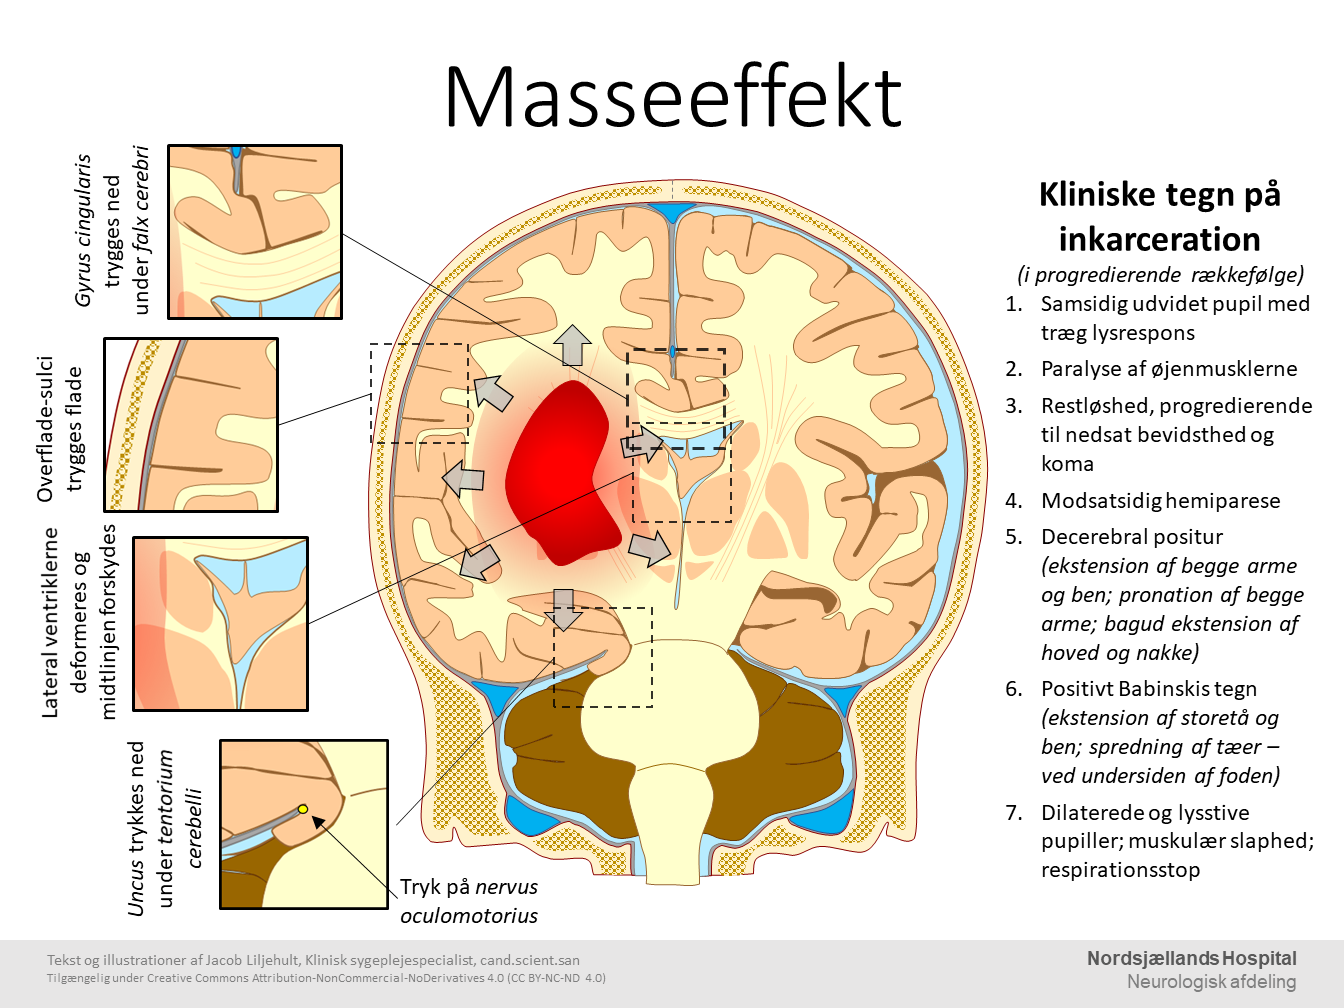 Masseeffekt
Gyrus cingularis
trygges ned
under falx cerebri
Overflade-sulci
trygges flade
Lateral ventriklerne
deformeres og
midtlinjen forskydes
Uncus trykkes ned
under tentorium
cerebelli
Tryk på nervus
oculomotorius
Kliniske tegn på
inkarceration
(i progredierende rækkefølge)
1. Samsidig udvidet pupil med
træg lysrespons
2. Paralyse af øjenmusklerne
3. Restløshed, progredierende
til nedsat bevidsthed og
koma
4. Modsatsidig hemiparese
5. Decerebral positur
(ekstension af begge arme
og ben; pronation af begge
arme; bagud ekstension af
hoved og nakke)
6. Positivt Babinskis tegn
(ekstension af storetå og
ben; spredning af tæer –
ved undersiden af foden)
7. Dilaterede og lysstive
pupiller; muskulær slaphed;
respirationsstop
Tekst og illustrationer af Jacob Liljehult, Klinisk sygeplejespecialist, cand.scient.san
Tilgængelig under Creative Commons Attribution-NonCommercial-NoDerivatives 4.0 (CC BY-NC-ND 4.0)
Nordsjællands Hospital
Neurologisk afdeling